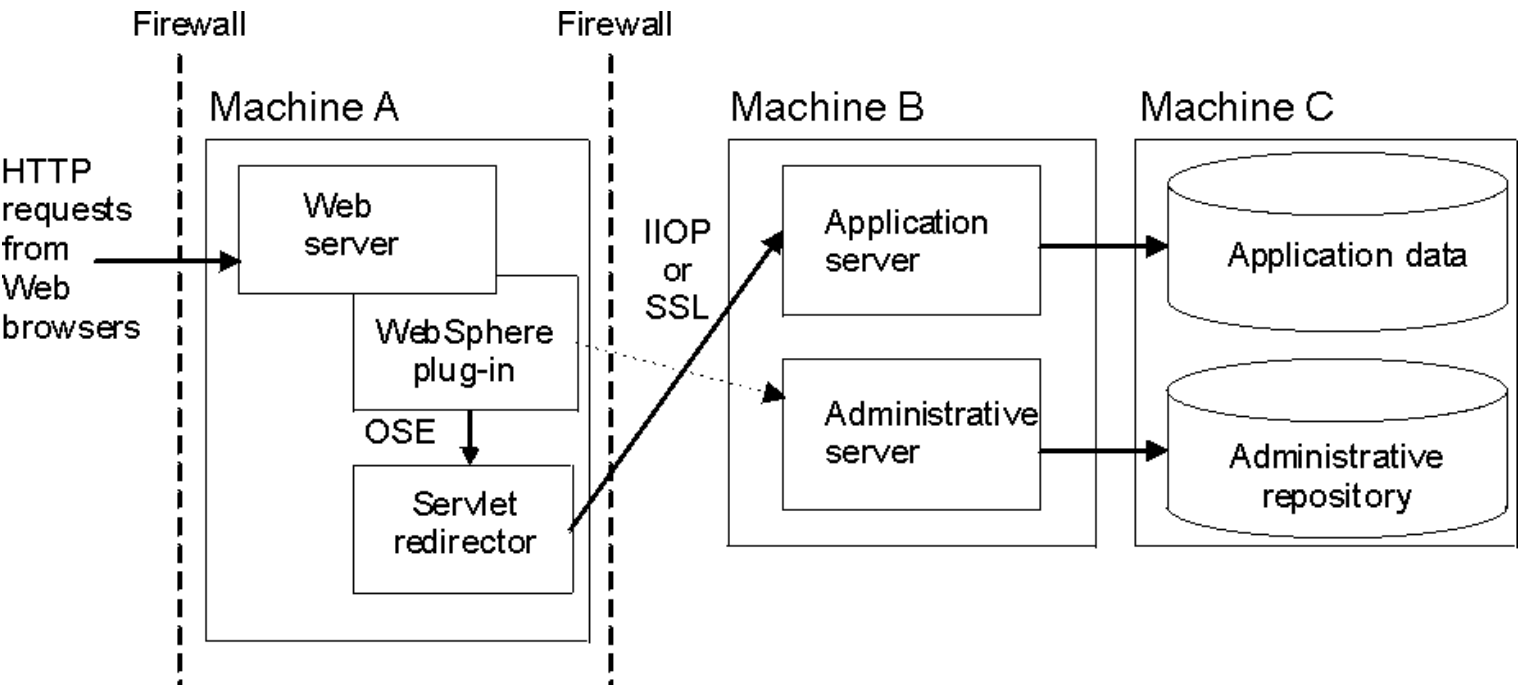 Firewall
Firewall
Machine A
Machine B
Machine C
HTTP
requests
from
Web
browsers
Web
server
WebSphere
plug-in
OSE
Servlet
redirector
IIOP
or
SSL
Application
server
Administrative
server
Application data
Administrative
repository